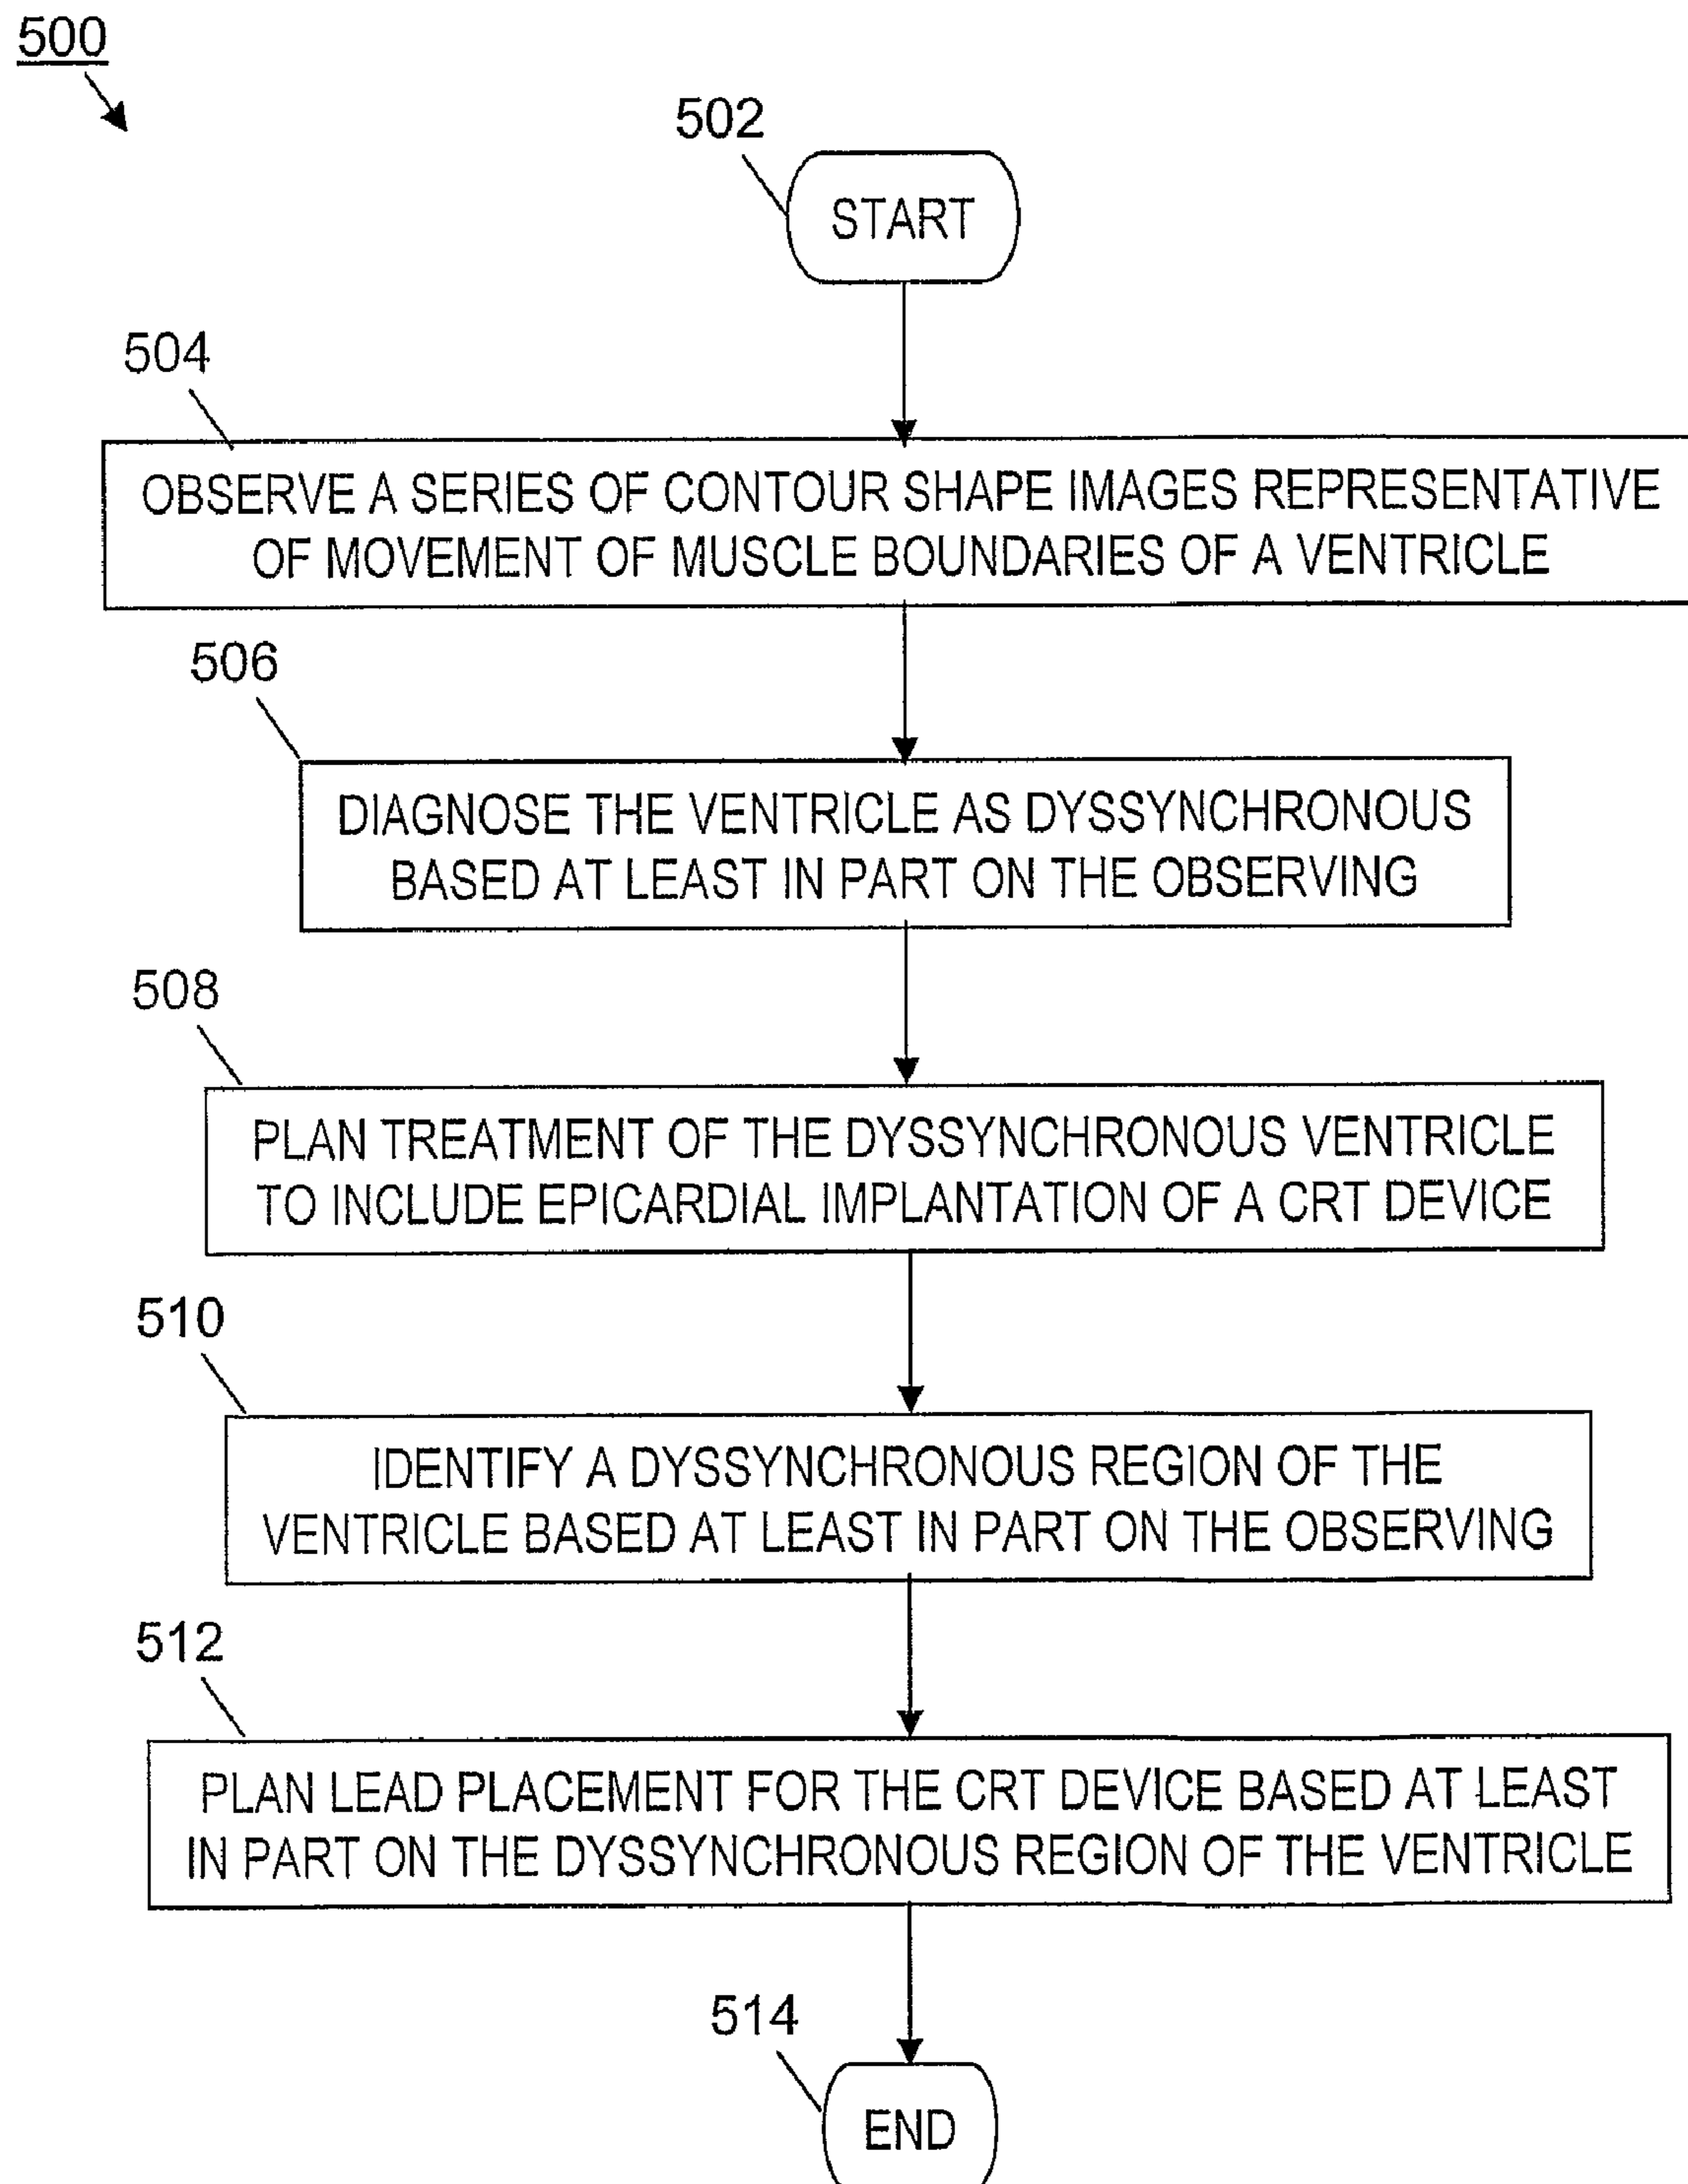 500
502
START
504
OBSERVE A SERIES OF CONTOUR SHAPE IMAGES REPRESENTATIVE
OF MOVEMENT OF MUSCLE BOUNDARIES OF A VENTRICLE
506
DIAGNOSE THE VENTRICLE AS DYSSYNCHRONOUS
BASED AT LEAST IN PART ON THE OBSERVING
508
PLAN TREATMENT OF THE DYSSYNCHRONOUS VENTRICLE
TO INCLUDE EPICARDIAL IMPLANTATION OF A CRT DEVICE
510
IDENTIFY A DYSSYNCHRONOUS REGION OF THE
VENTRICLE BASED AT LEAST IN PART ON THE OBSERVING
512
PLAN LEAD PLACEMENT FOR THE CRT DEVICE BASED AT LEAST
IN PART ON THE DYSSYNCHRONOUS REGION OF THE VENTRICLE
514
END